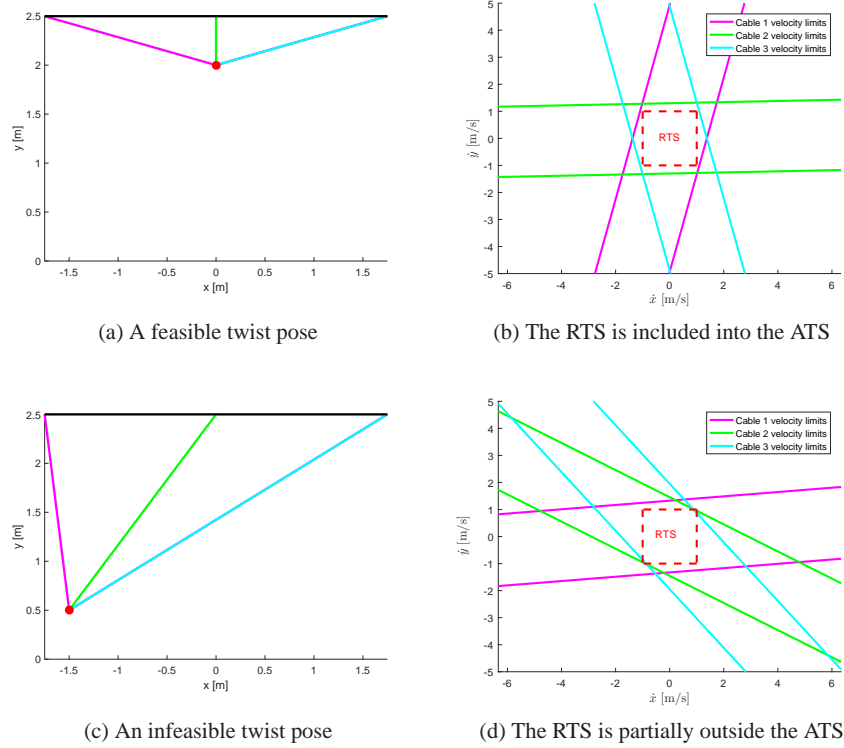 2.5
2
1.5
1
0.5
0
y [m]
-1.5 -1 -0.5 0 0.5 1 1.5
x [m]
(a) A feasible twist pose
5
4
3
2
1
0
-1
-2
-3
-4
-5
ẏ [m/s]
Cable 1 velocity limits
Cable 2 velocity limits
Cable 3 velocity limits
RTS
-6 -4 -2 0 2 4 6
ẋ [m/s]
(b) The RTS is included into the ATS
2.5
2
1.5
1
0.5
0
y [m]
-1.5 -1 -0.5 0 0.5 1 1.5
x [m]
(c) An infeasible twist pose
5
4
3
2
1
0
-1
-2
-3
-4
-5
ẏ [m/s]
Cable 1 velocity limits
Cable 2 velocity limits
Cable 3 velocity limits
RTS
-6 -4 -2 0 2 4 6
ẋ [m/s]
(d) The RTS is partially outside the ATS